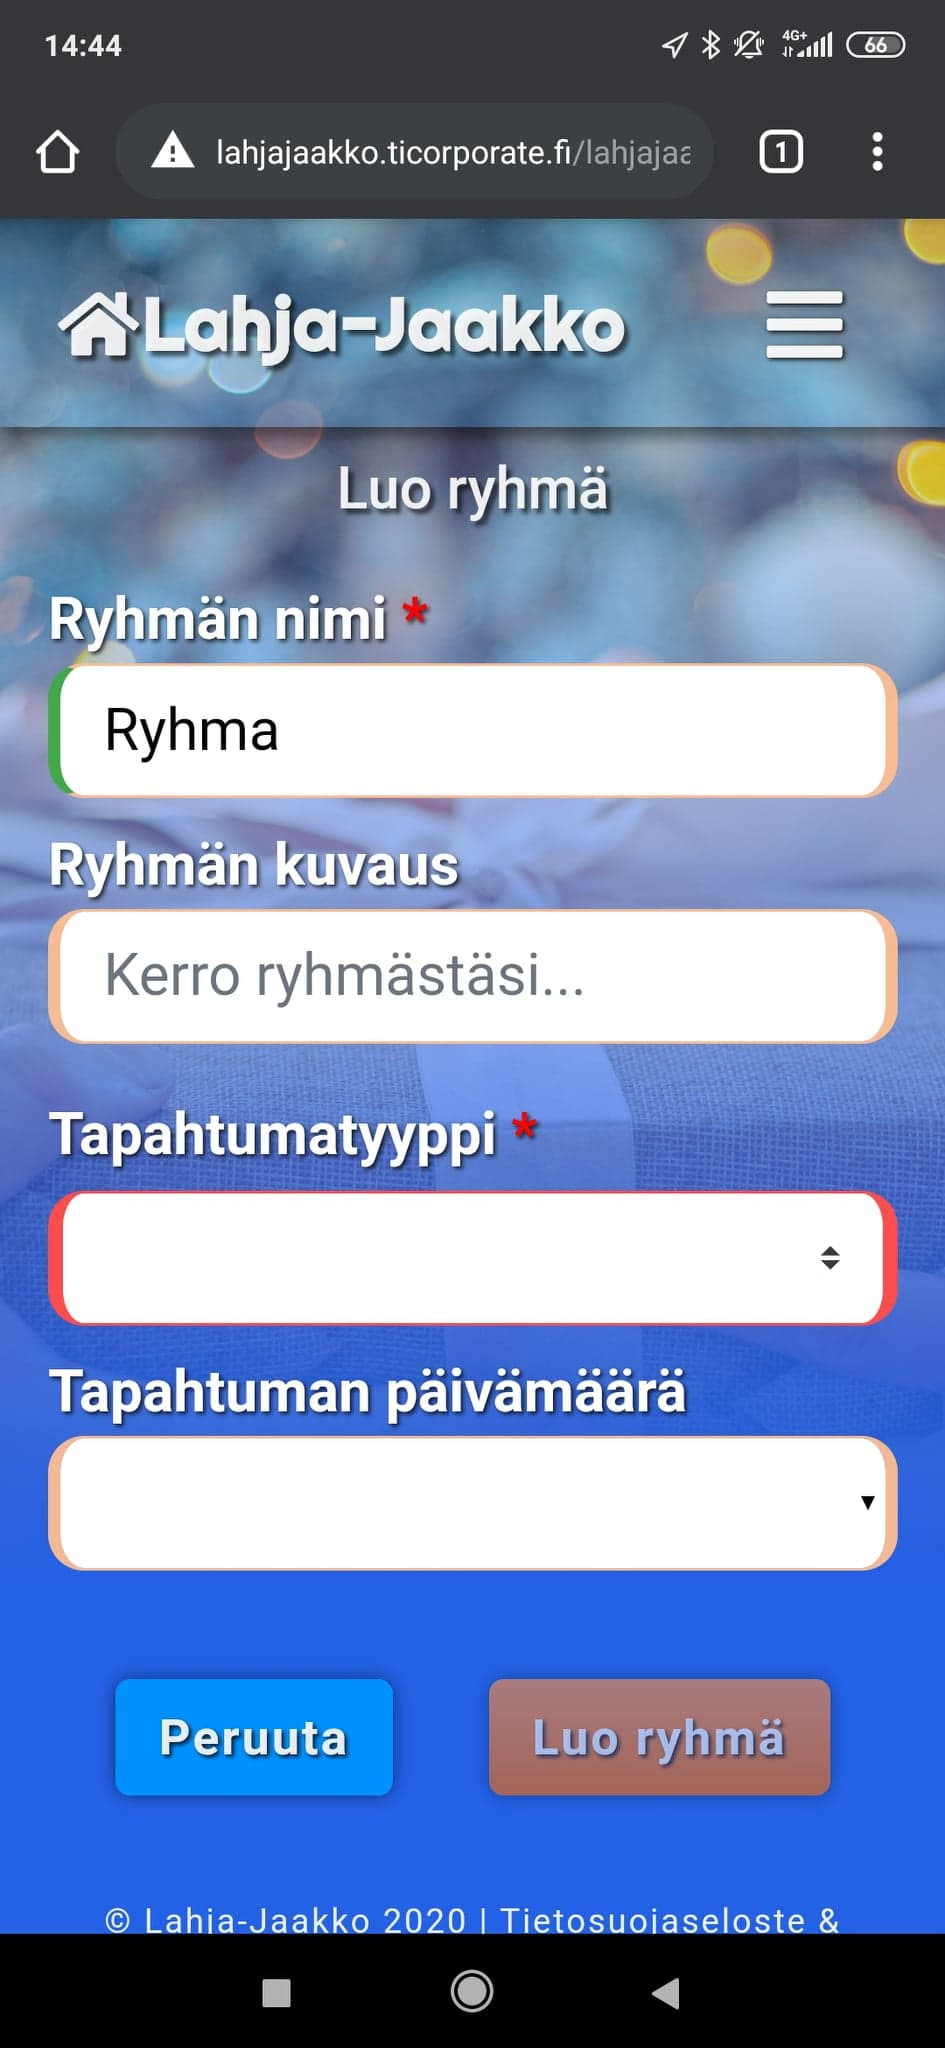 14:44
4G+
66
lahjajaakko.ticorporate.fi/lahjajaa
1
Lahja-Jaakko
Luo ryhmä
Ryhmän nimi *
Ryhma
Ryhmän kuvaus
Kerro ryhmästäsi...
Tapahtumatyyppi *
Tapahtuman päivämäärä
Peruuta
Luo ryhmä
© Lahja-Jaakko 2020 | Tietosuojaseloste &